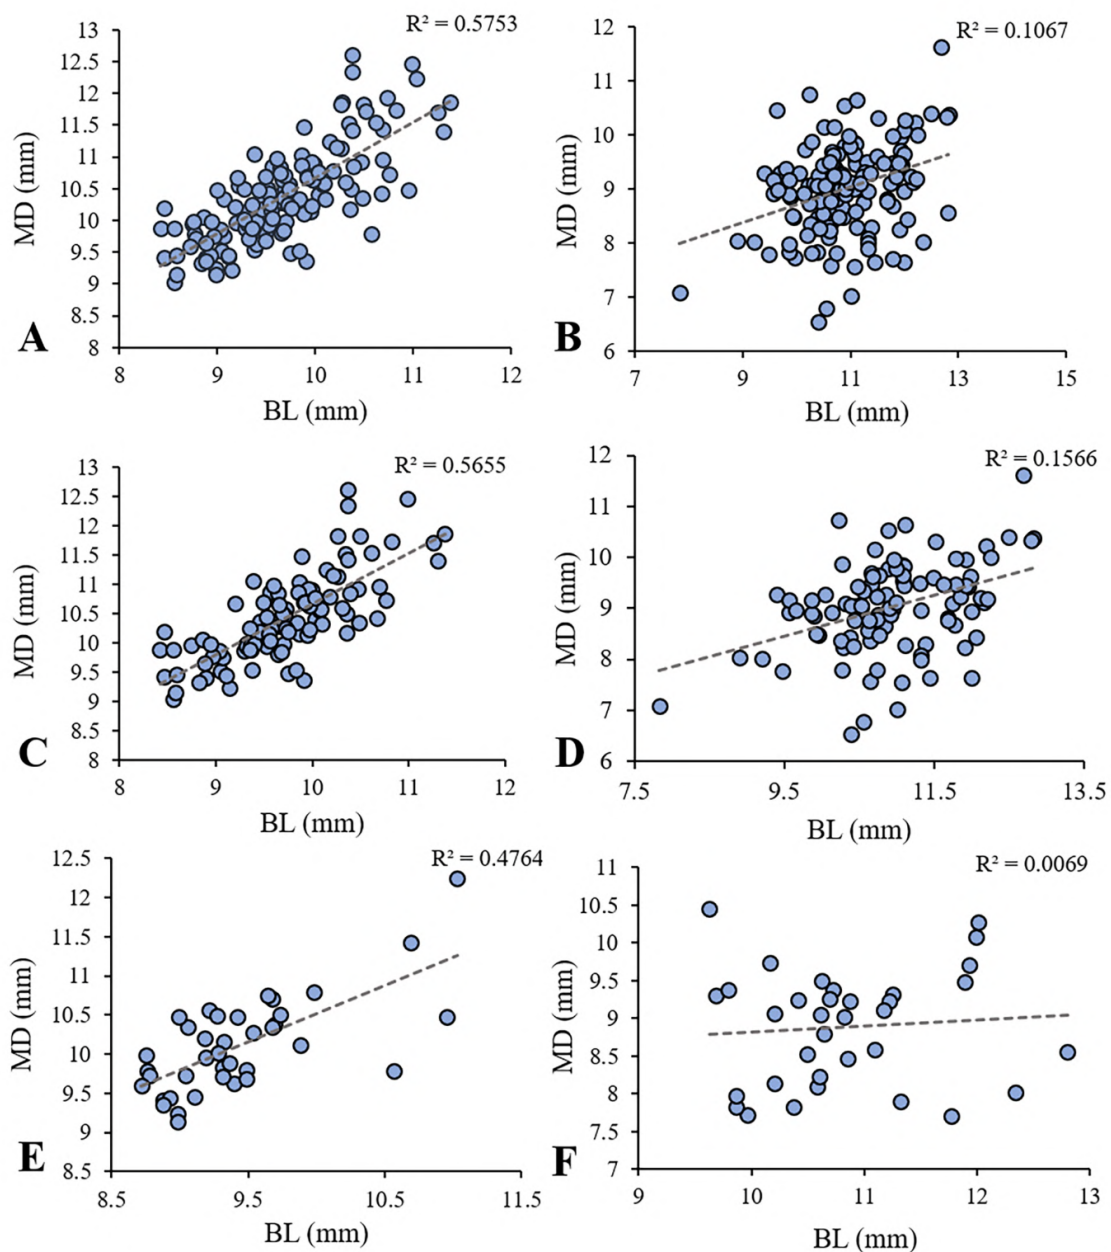 R² = 0.5753
13
12.5
12
11.5
11
10.5
10
9.5
9
8.5
8
MD (mm)
A
8 9 10 11 12
BL (mm)
R² = 0.1067
12
11
10
9
8
7
6
MD (mm)
B
7 9 11 13 15
BL (mm)
R² = 0.5655
13
12.5
12
11.5
11
10.5
10
9.5
9
8.5
8
MD (mm)
C
8 9 10 11 12
BL (mm)
R² = 0.1566
12
11
10
9
8
7
6
MD (mm)
D
7.5 9.5 11.5 13.5
BL (mm)
R² = 0.4764
12.5
12
11.5
11
10.5
10
9.5
9
8.5
MD (mm)
E
8.5 9.5 10.5 11.5
BL (mm)
R² = 0.0069
11
10.5
10
9.5
9
8.5
8
7.5
7
MD (mm)
F
9 10 11 12 13
BL (mm)